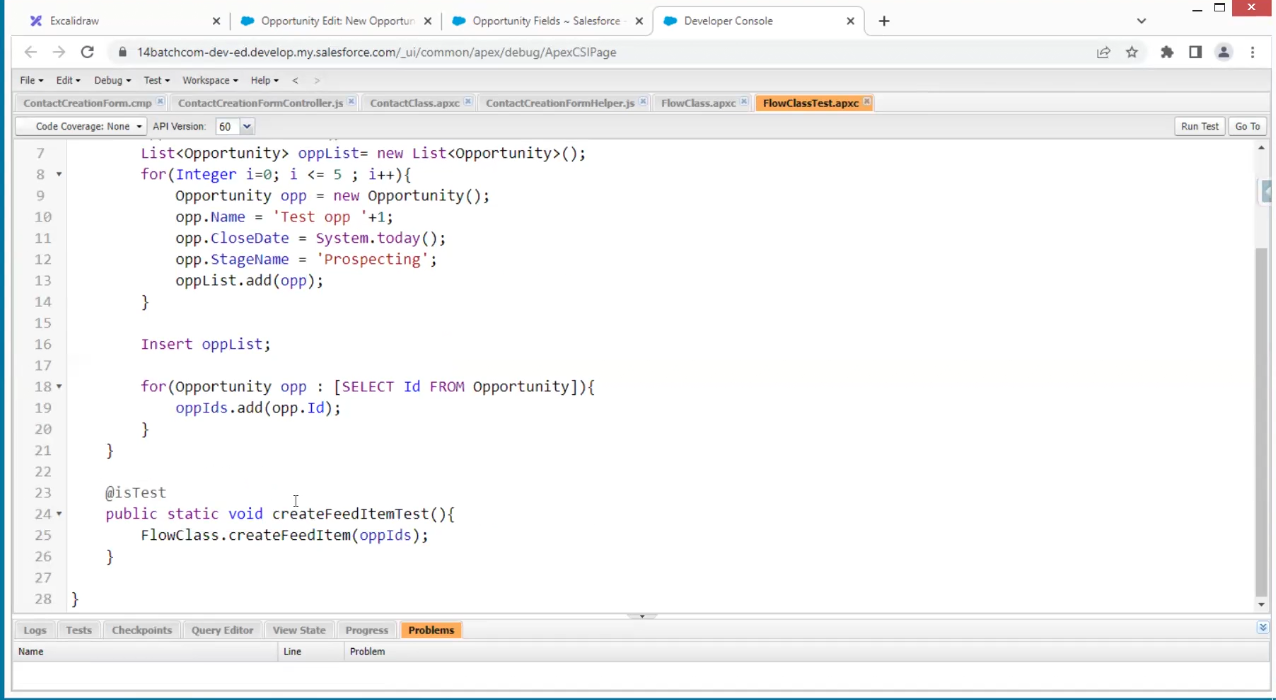 Excalidraw
Opportunity Edit: New Opportun
Opportunity Fields ~ Salesforce
Developer Console
14batchcom-dev-ed.develop.my.salesforce.com/_ui/common/apex/debug/ApexCSIPage
File Edit Debug Test Workspace Help < >
ContactCreationForm.cmp ContactCreationFormController.js ContactClass.apxc ContactCreationFormHelper.js FlowClass.apxc FlowClassTest.apxc
Code Coverage: None API Version: 60 Run Test Go To
7 List<Opportunity> oppList= new List<Opportunity>();
8 for(Integer i=0; i <= 5 ; i++){
9 Opportunity opp = new Opportunity();
10 opp.Name = 'Test opp '+1;
11 opp.CloseDate = System.today();
12 opp.StageName = 'Prospecting';
13 oppList.add(opp);
14 }
15
16 Insert oppList;
17
18 for(Opportunity opp : [SELECT Id FROM Opportunity]){
19 oppIds.add(opp.Id);
20 }
21 }
22
23 @isTest
24 public static void createFeedItemTest(){
25 FlowClass.createFeedItem(oppIds);
26 }
27
28 }
Logs Tests Checkpoints Query Editor View State Progress Problems
Name Line Problem